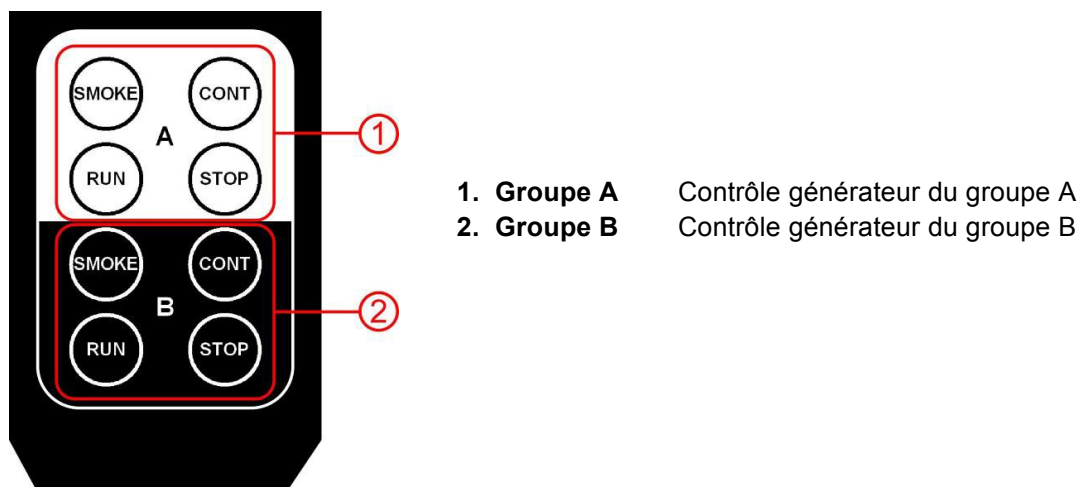 SMOKE CONT
A
RUN STOP
1
SMOKE CONT
B
RUN STOP
2
1. Groupe A Contrôle générateur du groupe A
2. Groupe B Contrôle générateur du groupe B